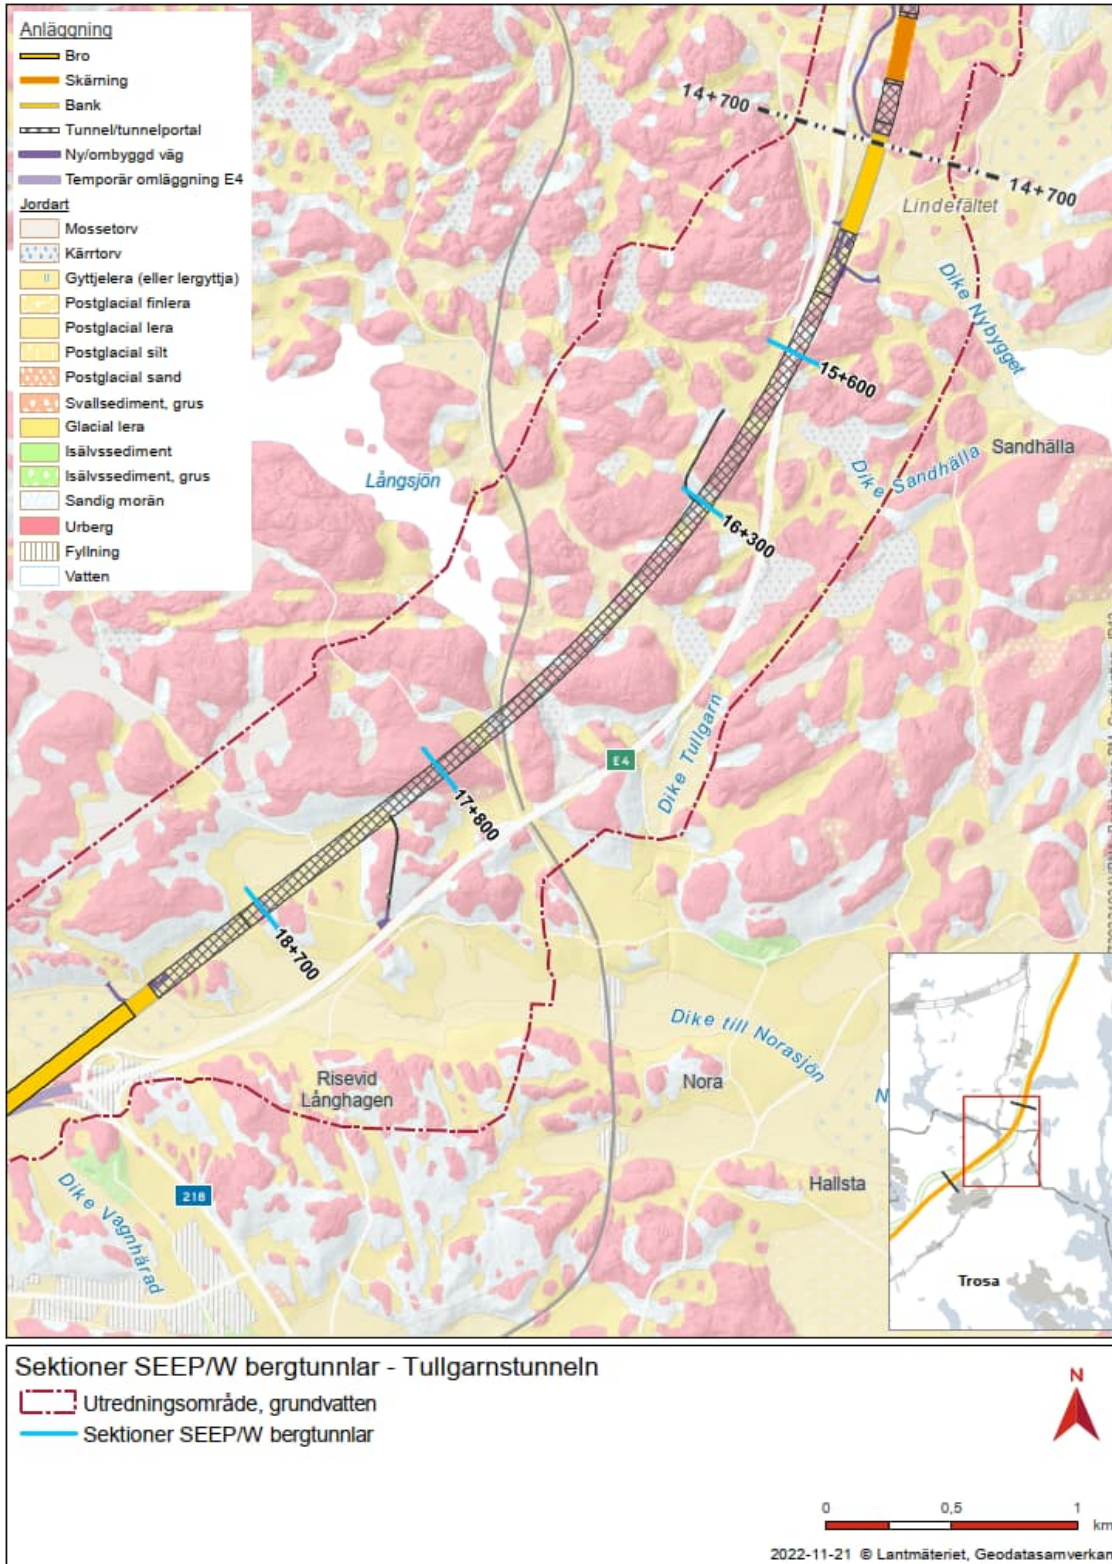 Anläggning
Bro
Skärning
Bank
Tunnel/tunnelportal
Ny/ombyggd väg
Temporär omläggning E4
Jordart
Mossetorv
Kärrtorv
Gyttjelera (eller lergyttja)
Postglacial finlera
Postglacial lera
Postglacial silt
Postglacial sand
Svallsediment, grus
Glacial lera
Isälvssediment
Isälvssediment, grus
Sandig morän
Urberg
Fyllning
Vatten
14+700
14+700
Lindefältet
Dike Nybygget
15+600
Sandhälla
Dike Sandhälla
Långsjön
16+300
Dike Tullgarn
E4
17+800
18+700
Dike till Norasjön
Risevid
Långhagen
Nora
N
Hallsta
218
Dike Vagnhärad
Trosa
Sektioner SEEP/W bergtunnlar - Tullgarnstunneln
Utredningsområde, grundvatten
Sektioner SEEP/W bergtunnlar
N
0 0,5 1
km
2022-11-21 © Lantmäteriet, Geodatasamverkan